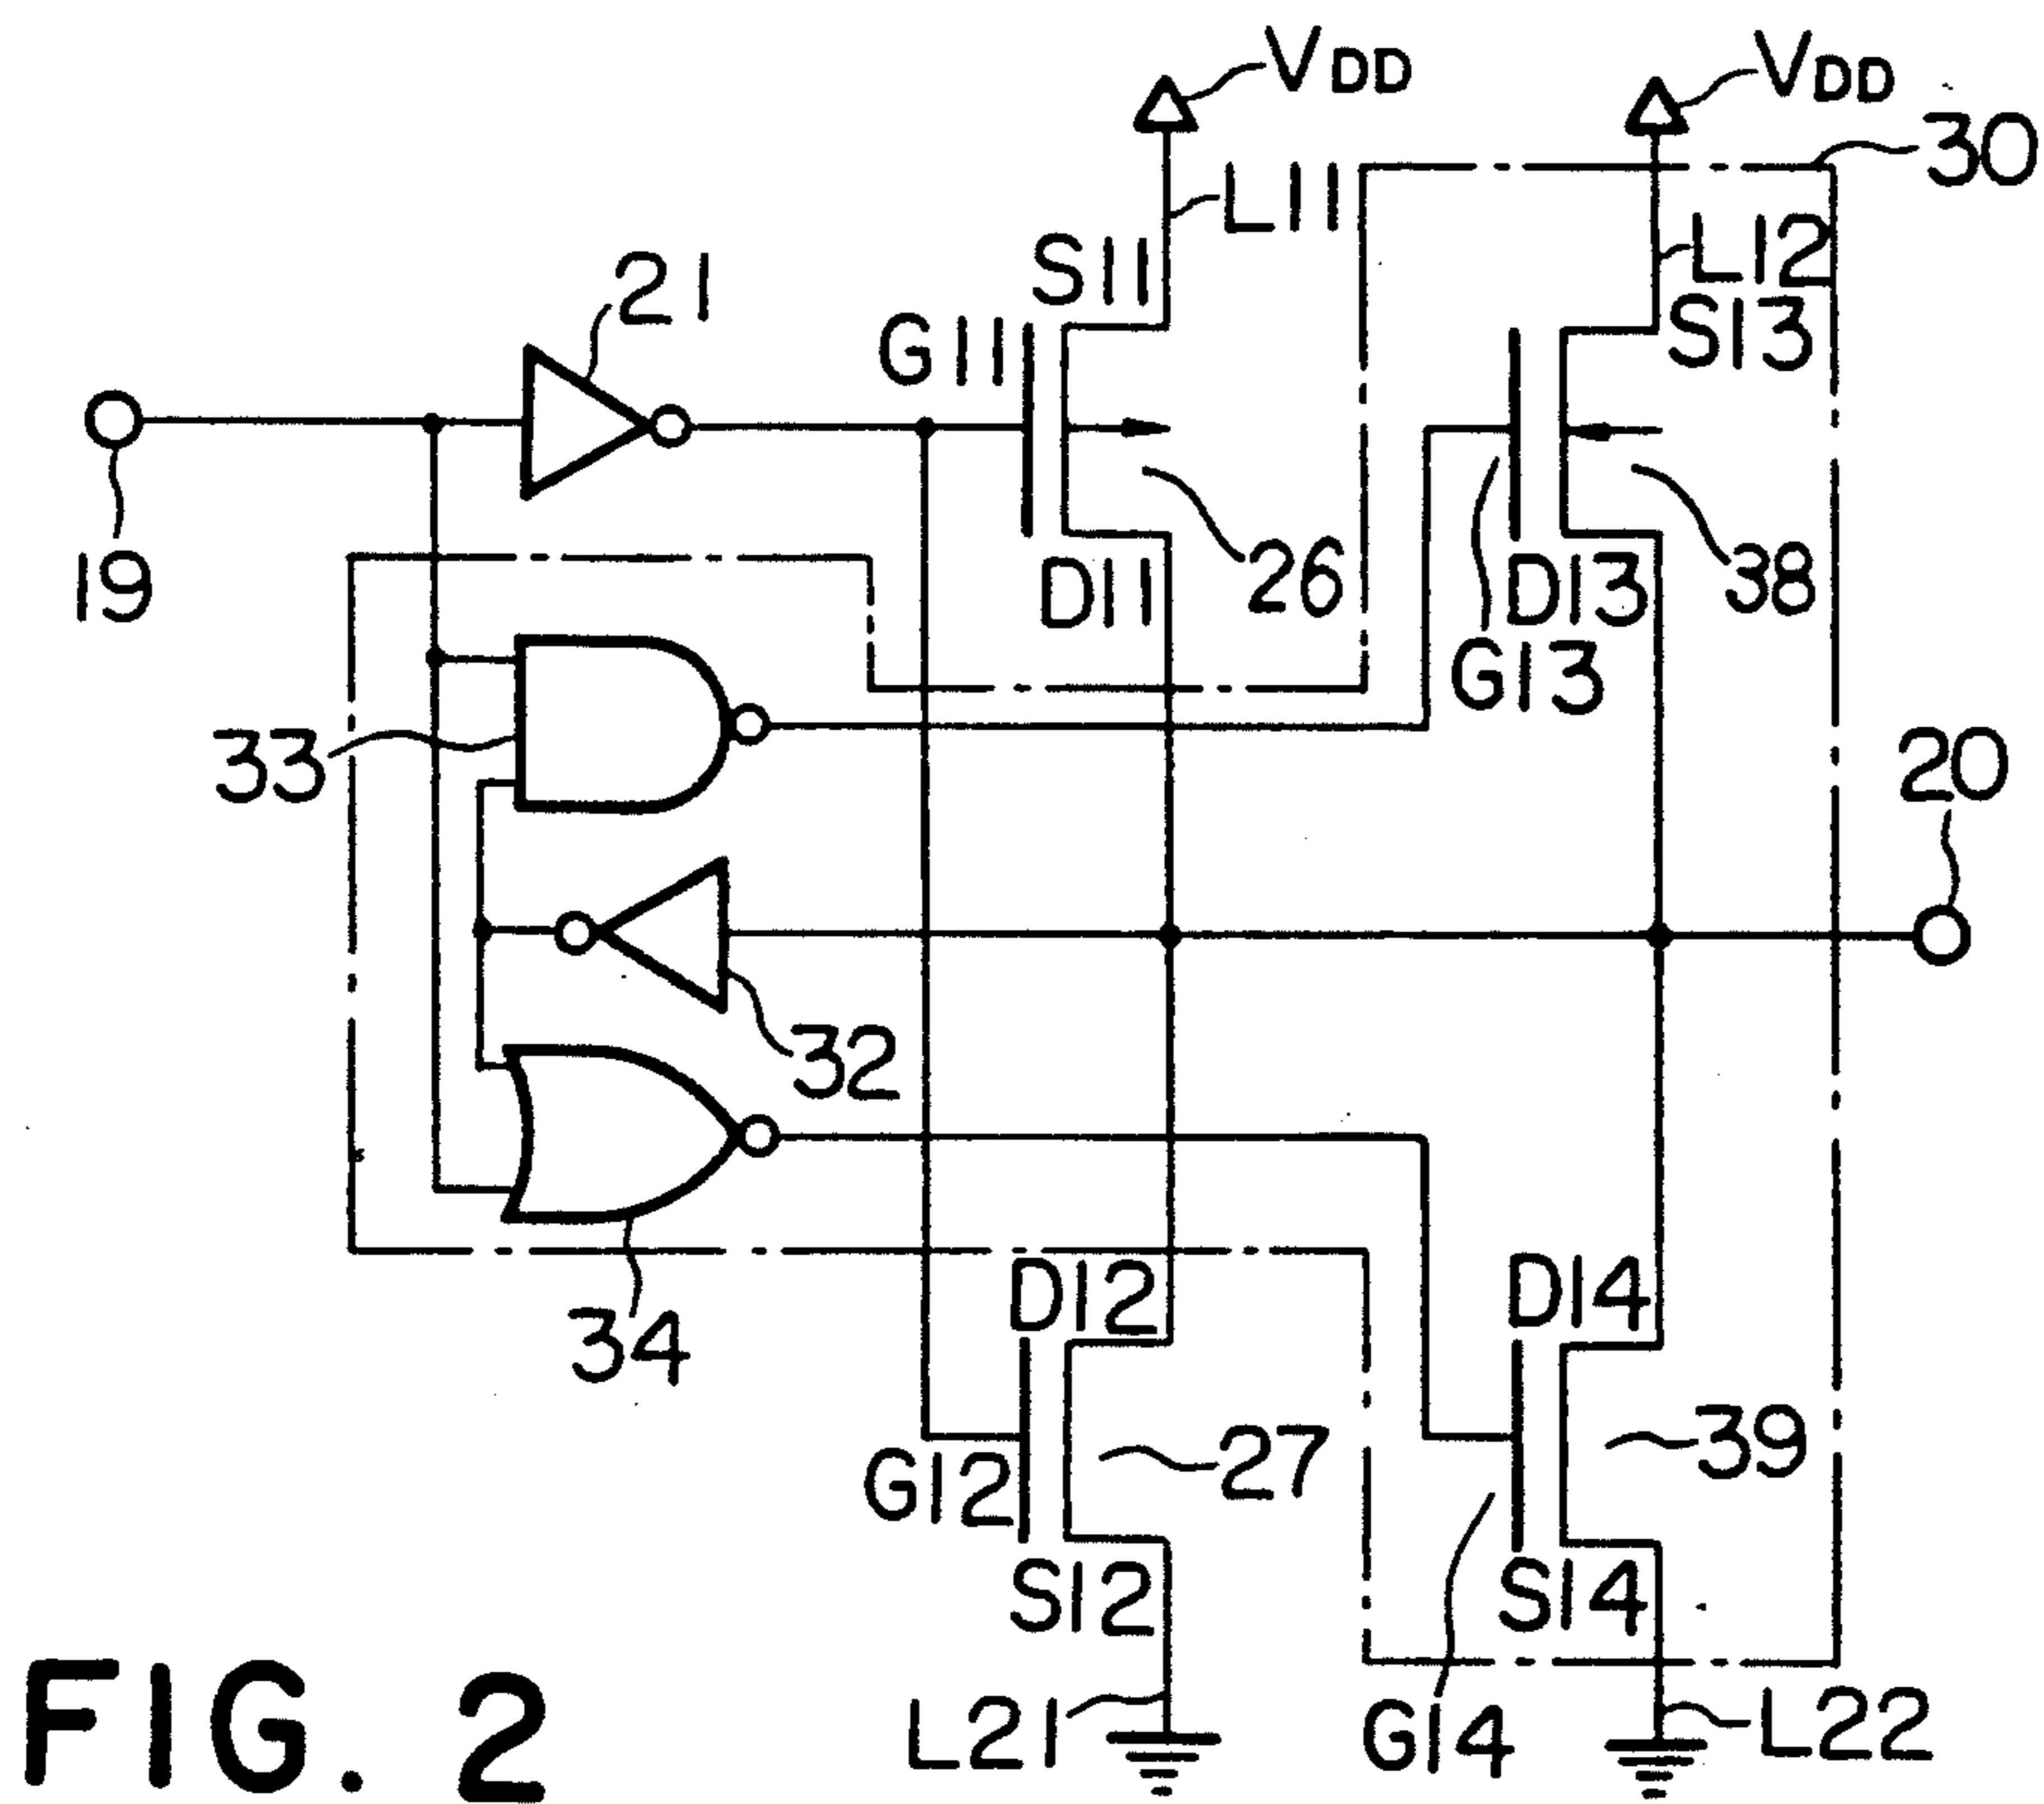 VDD
VDD
30
L11
L12
S11
S13
21
G11
19
D11
26
D13
38
G13
33
20
32
34
D12
D14
27
39
G12
S12
S14
L21
G14
L22
FIG. 2